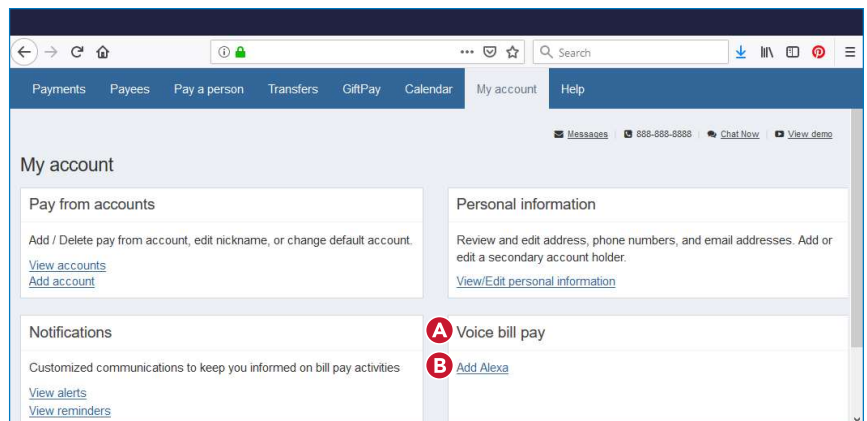 Search
Payments Payees Pay a person Transfers GiftPay Calendar My account Help
Messages 888-888-8888 Chat Now View demo
My account
Pay from accounts
Add / Delete pay from account, edit nickname, or change default account.
View accounts
Add account
Personal information
Review and edit address, phone numbers, and email addresses. Add or
edit a secondary account holder.
View/Edit personal information
Notifications
Customized communications to keep you informed on bill pay activities
View alerts
View reminders
A Voice bill pay
B Add Alexa